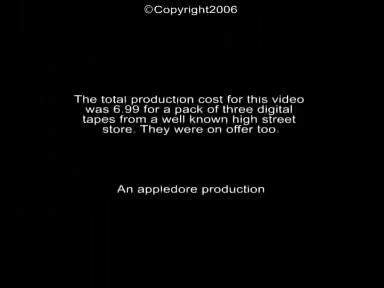 ©Copyright2006
The total production cost for this video
was 6.99 for a pack of three digital
tapes from a well known high street
store. They were on offer too.
An appledore production